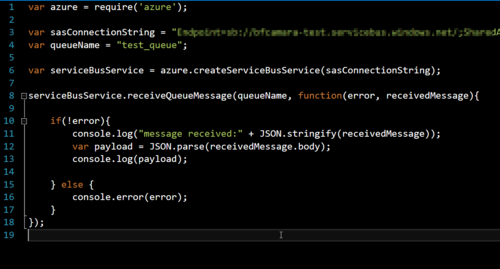 1 var azure = require('azure');
2
3 var sasConnectionString = "Endpoint=sb://bfcamara-test.servicebus.windows.net/;SharedA
4 var queueName = "test_queue";
5
6 var serviceBusService = azure.createServiceBusService(sasConnectionString);
7
8 serviceBusService.receiveQueueMessage(queueName, function(error, receivedMessage){
9
10 if(!error){
11 console.log("message received:" + JSON.stringify(receivedMessage));
12 var payload = JSON.parse(receivedMessage.body);
13 console.log(payload);
14
15 } else {
16 console.error(error);
17 }
18 });
19